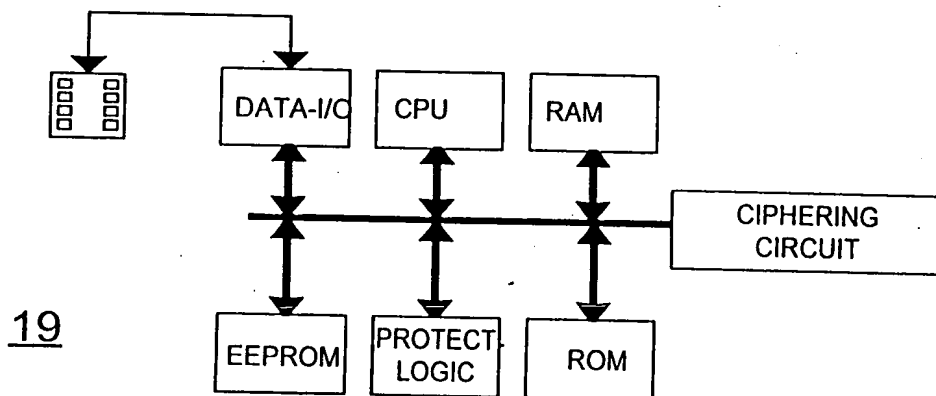 DATA-I/O
CPU
RAM
CIPHERING
CIRCUIT
19
EEPROM
PROTECT-
LOGIC
ROM